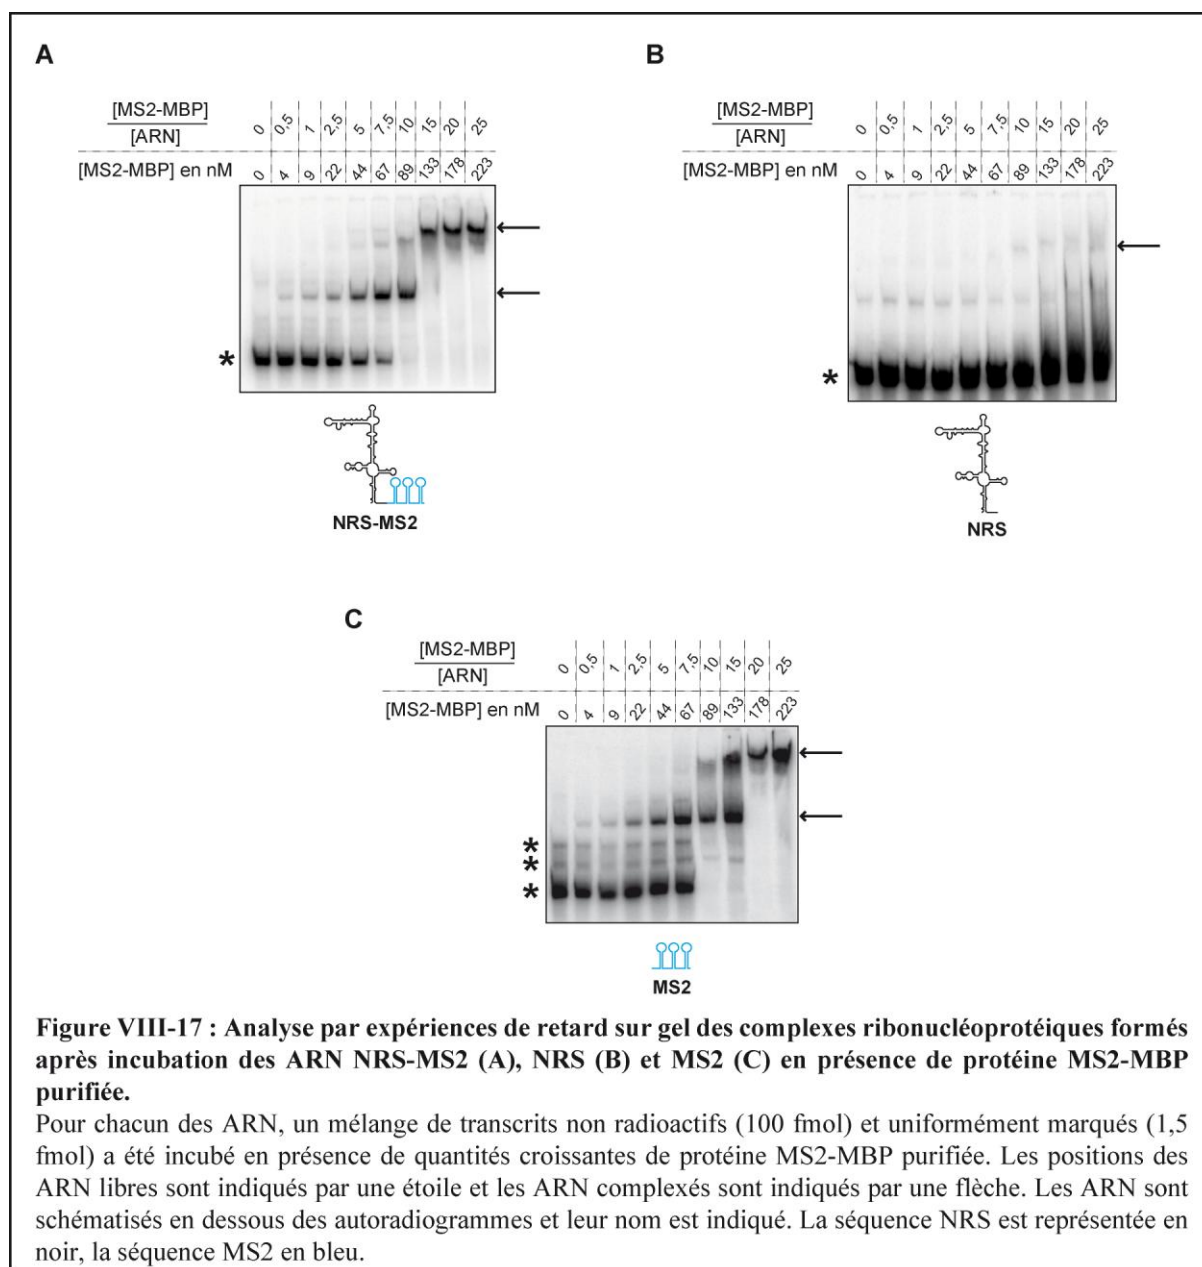 A
[MS2-MBP]
[ARN]
0 0,5 1 2,5 5 7,5 10 15 20 25
[MS2-MBP] en nM
0 4 9 22 44 67 89 133 178 223
*
NRS-MS2
B
[MS2-MBP]
[ARN]
0 0,5 1 2,5 5 7,5 10 15 20 25
[MS2-MBP] en nM
0 4 9 22 44 67 89 133 178 223
*
NRS
C
[MS2-MBP]
[ARN]
0 0,5 1 2,5 5 7,5 10 15 20 25
[MS2-MBP] en nM
0 4 9 22 44 67 89 133 178 223
*
*
*
MS2
Figure VIII-17 : Analyse par expériences de retard sur gel des complexes ribonucléoprotéiques formés
après incubation des ARN NRS-MS2 (A), NRS (B) et MS2 (C) en présence de protéine MS2-MBP
purifiée.
Pour chacun des ARN, un mélange de transcrits non radioactifs (100 fmol) et uniformément marqués (1,5
fmol) a été incubé en présence de quantités croissantes de protéine MS2-MBP purifiée. Les positions des
ARN libres sont indiqués par une étoile et les ARN complexés sont indiqués par une flèche. Les ARN sont
schématisés en dessous des autoradiogrammes et leur nom est indiqué. La séquence NRS est représentée en
noir, la séquence MS2 en bleu.